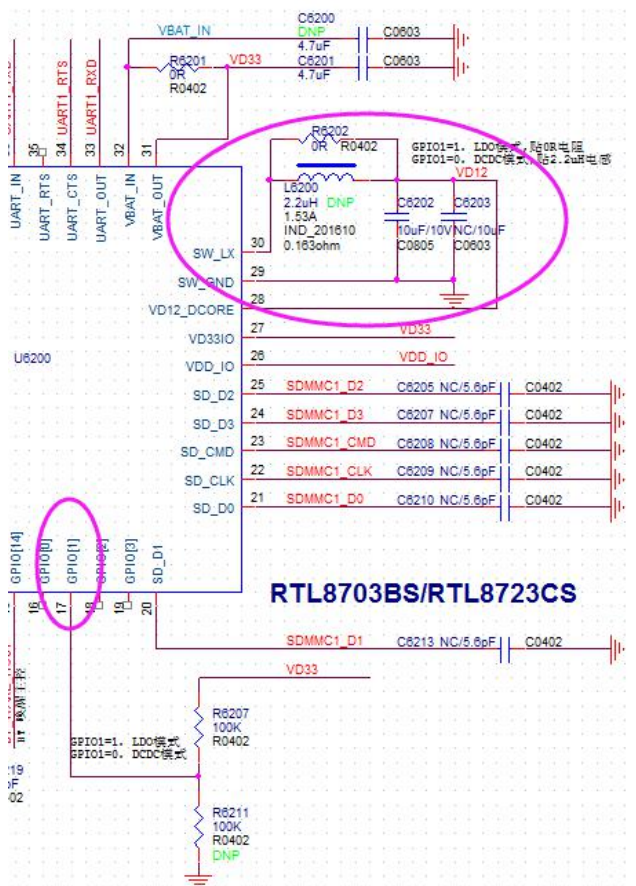 C6200
VBAT_IN
DNP
C0603
4.7uF
R6201
VD33
C6201
C0603
0R
4.7uF
R0402
UART1_RTS
UART1_RXD
35
34
33
32
31
UART_IN
UART_RTS
UART_CTS
UART_OUT
VBAT_IN
VBAT_OUT
R6202
0R
R0402
GPIO1=1. LDO模式,贴0R电阻
GPIO1=0. DCDC模式,贴2.2uH电感
VD12
L6200
2.2uH DNP
1.53A
IND_201610
0.163ohm
C6202
10uF/10V
C0805
C6203
NC/10uF
C0603
SW_LX
30
SW_GND
29
VD12_DCORE
28
VD33IO
27
VD33
U6200
VDD_IO
26
VDD_IO
SD_D2
25
SDMMC1_D2
C6205 NC/5.6pF
C0402
SD_D3
24
SDMMC1_D3
C6207 NC/5.6pF
C0402
SD_CMD
23
SDMMC1_CMD
C6208 NC/5.6pF
C0402
SD_CLK
22
SDMMC1_CLK
C6209 NC/5.6pF
C0402
SD_D0
21
SDMMC1_D0
C6210 NC/5.6pF
C0402
GPIO[14]
GPIO[0]
GPIO[1]
GPIO[2]
GPIO[3]
SD_D1
16
17
18
19
20
RTL8703BS/RTL8723CS
SDMMC1_D1
C6213 NC/5.6pF
C0402
VD33
R6207
100K
R0402
GPIO1=1. LDO模式
GPIO1=0. DCDC模式
R6211
100K
R0402
DNP